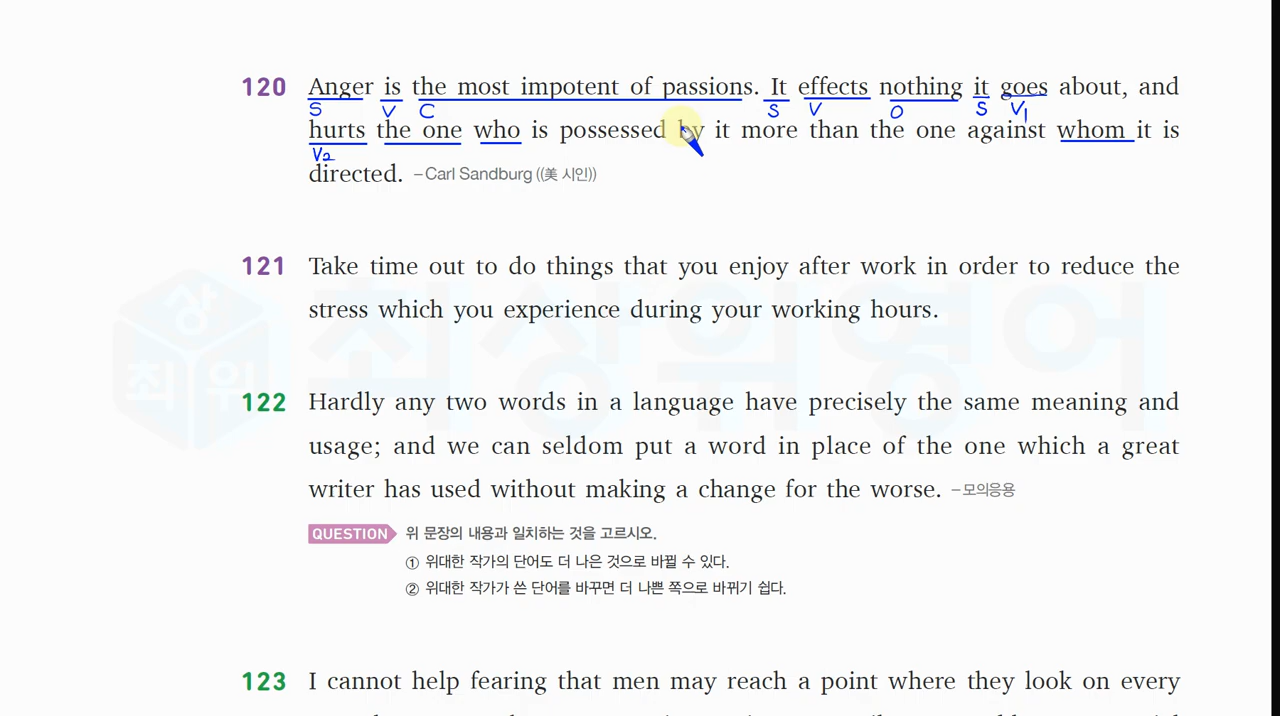 120 Anger is the most impotent of passions. It effects nothing it goes about, and
S V C S V O S V1
hurts the one who is possessed by it more than the one against whom it is
V2
directed. –Carl Sandburg ((美 시인))
121 Take time out to do things that you enjoy after work in order to reduce the
stress which you experience during your working hours.
상
최 위 최상위영어
122 Hardly any two words in a language have precisely the same meaning and
usage; and we can seldom put a word in place of the one which a great
writer has used without making a change for the worse. –모의응용
QUESTION 위 문장의 내용과 일치하는 것을 고르시오.
① 위대한 작가의 단어도 더 나은 것으로 바뀔 수 있다.
② 위대한 작가가 쓴 단어를 바꾸면 더 나쁜 쪽으로 바뀌기 쉽다.
123 I cannot help fearing that men may reach a point where they look on every